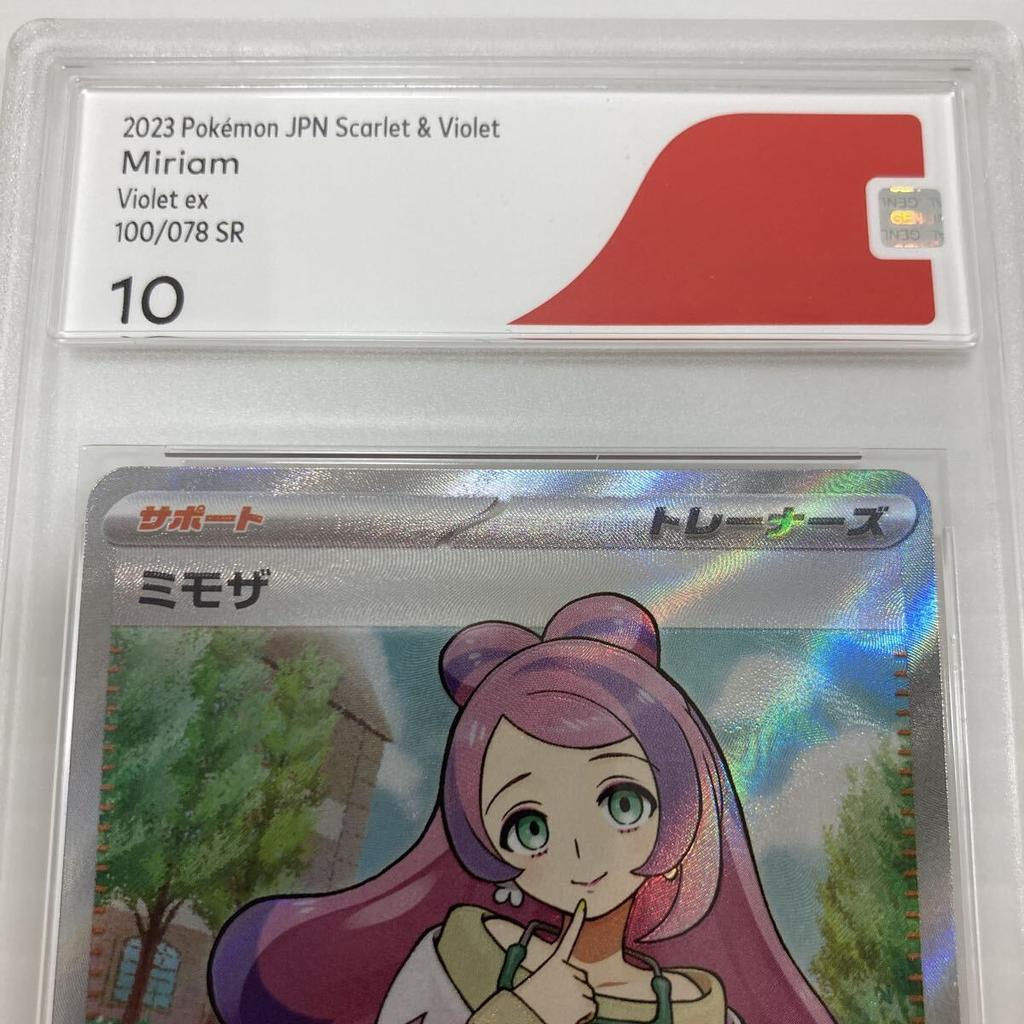 2023 Pokémon JPN Scarlet & Violet
Miriam
Violet ex
100/078 SR
10
サポート
トレーナーズ
ミモザ